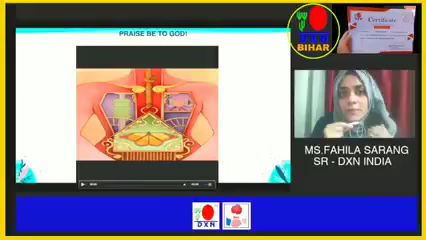 PRAISE BE TO GOD!
DXN
BIHAR
Certificate
MS.FAHILA SARANG
SR - DXN INDIA
DXN